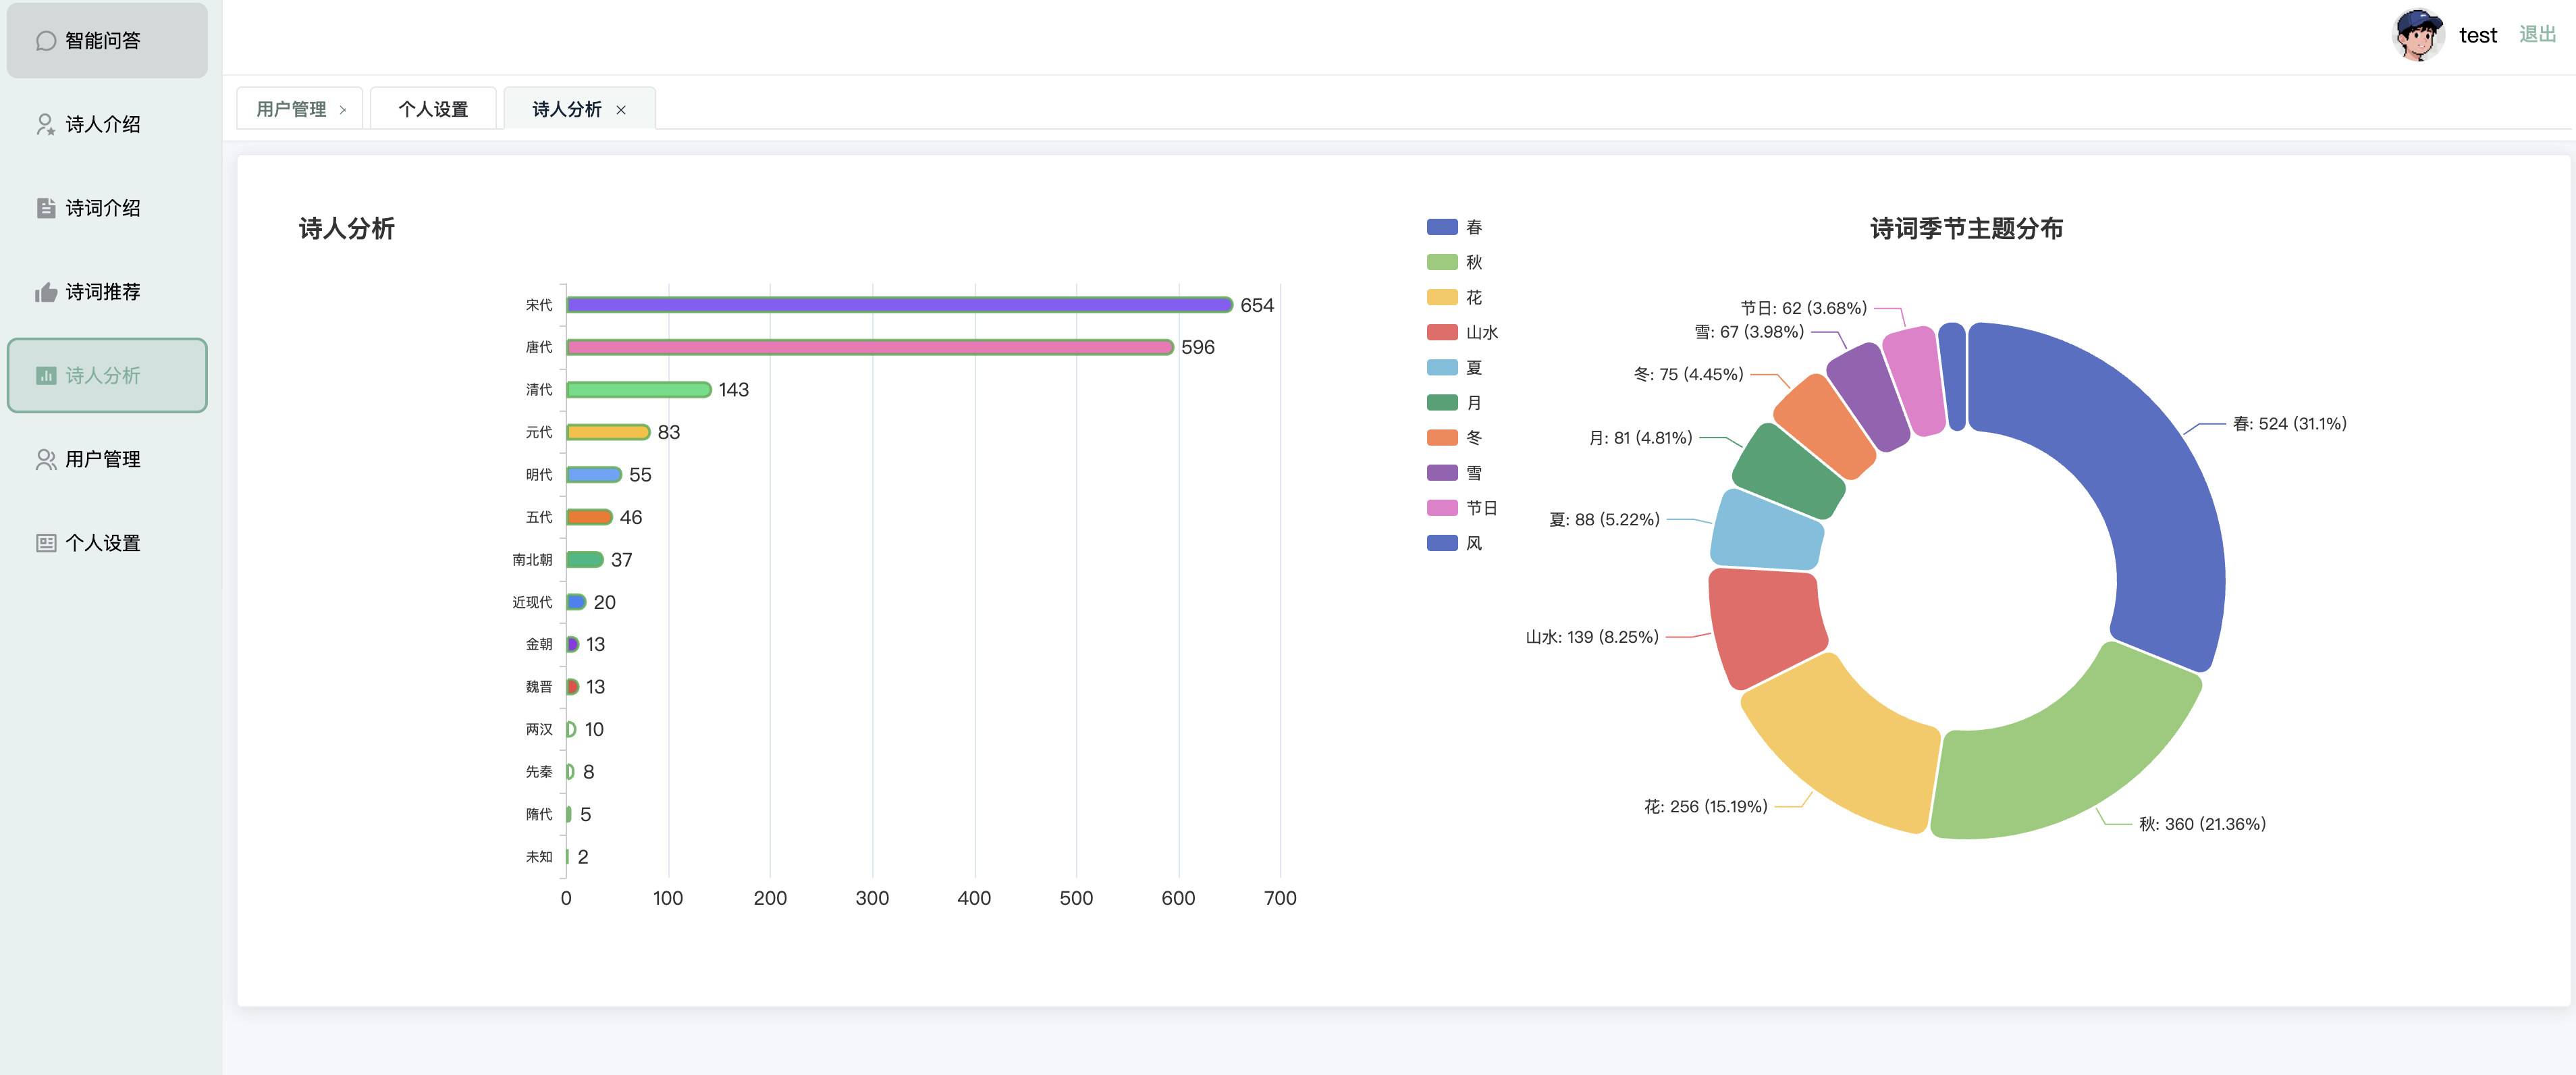 智能问答
诗人介绍
诗词介绍
诗词推荐
诗人分析
用户管理
个人设置
test 退出
用户管理 个人设置 诗人分析
诗人分析
宋代 654
唐代 596
清代 143
元代 83
明代 55
五代 46
南北朝 37
近现代 20
金朝 13
魏晋 13
两汉 10
先秦 8
隋代 5
未知 2
0 100 200 300 400 500 600 700
诗词季节主题分布
春
秋
花
山水
夏
月
冬
雪
节日
风
节日: 62 (3.68%)
雪: 67 (3.98%)
冬: 75 (4.45%)
春: 524 (31.1%)
月: 81 (4.81%)
夏: 88 (5.22%)
山水: 139 (8.25%)
花: 256 (15.19%)
秋: 360 (21.36%)